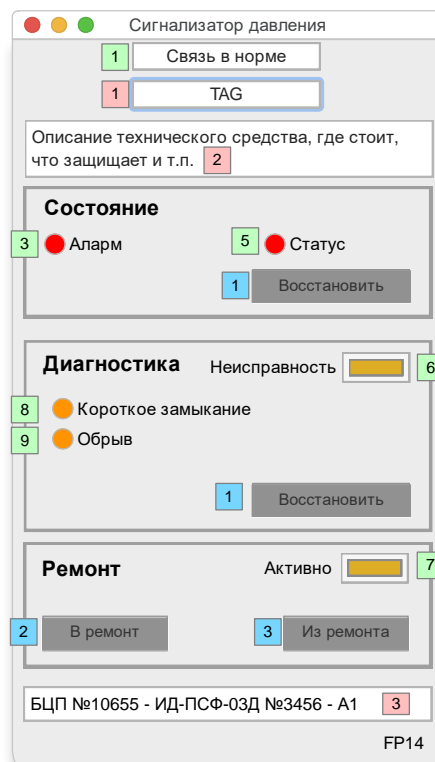 Сигнализатор давления
1 Связь в норме
1 TAG
Описание технического средства, где стоит,
что защищает и т.п. 2
Состояние
3 Аларм 5 Статус
1 Восстановить
Диагностика Неисправность 6
8 Короткое замыкание
9 Обрыв
1 Восстановить
Ремонт Активно 7
2 В ремонт 3 Из ремонта
БЦП №10655 - ИД-ПСФ-03Д №3456 - А1 3
FP14